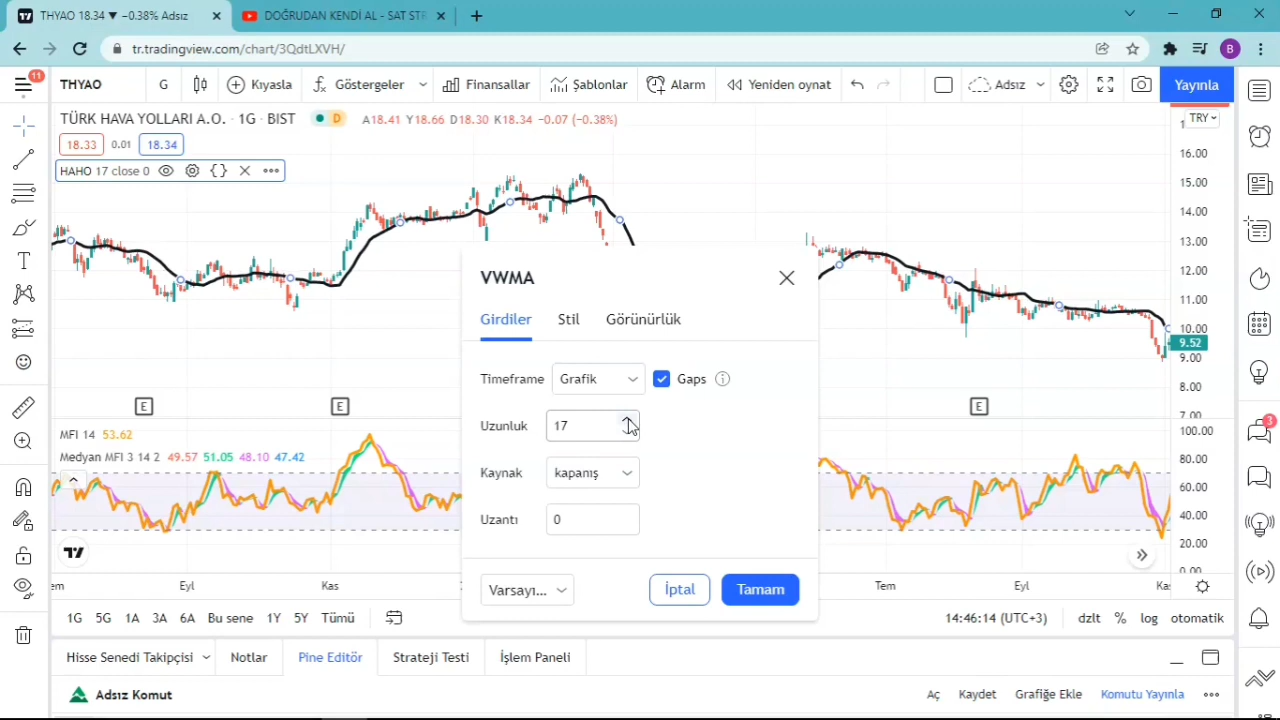 THYAO 18.34 ▼ −0.38% Adsız
DOĞRUDAN KENDİ AL - SAT STR
tr.tradingview.com/chart/3QdtLXVH/
B
11
THYAO G Kıyasla Göstergeler Finansallar Şablonlar Alarm Yeniden oynat Adsız Yayınla
TÜRK HAVA YOLLARI A.O. · 1G · BIST D A18.41 Y18.66 D18.30 K18.34 −0.07 (−0.38%)
TRY
18.33 0.01 18.34
HAHO 17 close 0
16.00
15.00
14.00
13.00
12.00
11.00
10.00
9.52
9.00
8.00
7.00
VWMA
Girdiler Stil Görünürlük
Timeframe Grafik Gaps
Uzunluk 17
Kaynak kapanış
Uzantı 0
Varsayı... İptal Tamam
E E E
MFI 14 53.62
Medyan MFI 3 14 2 49.57 51.05 48.10 47.42
100.00
80.00
60.00
40.00
20.00
0.00
3
Eyl Kas Tem Eyl
1G 5G 1A 3A 6A Bu sene 1Y 5Y Tümü 14:46:14 (UTC+3) dzlt % log otomatik
Hisse Senedi Takipçisi Notlar Pine Editör Strateji Testi İşlem Paneli
Adsız Komut Aç Kaydet Grafiğe Ekle Komutu Yayınla